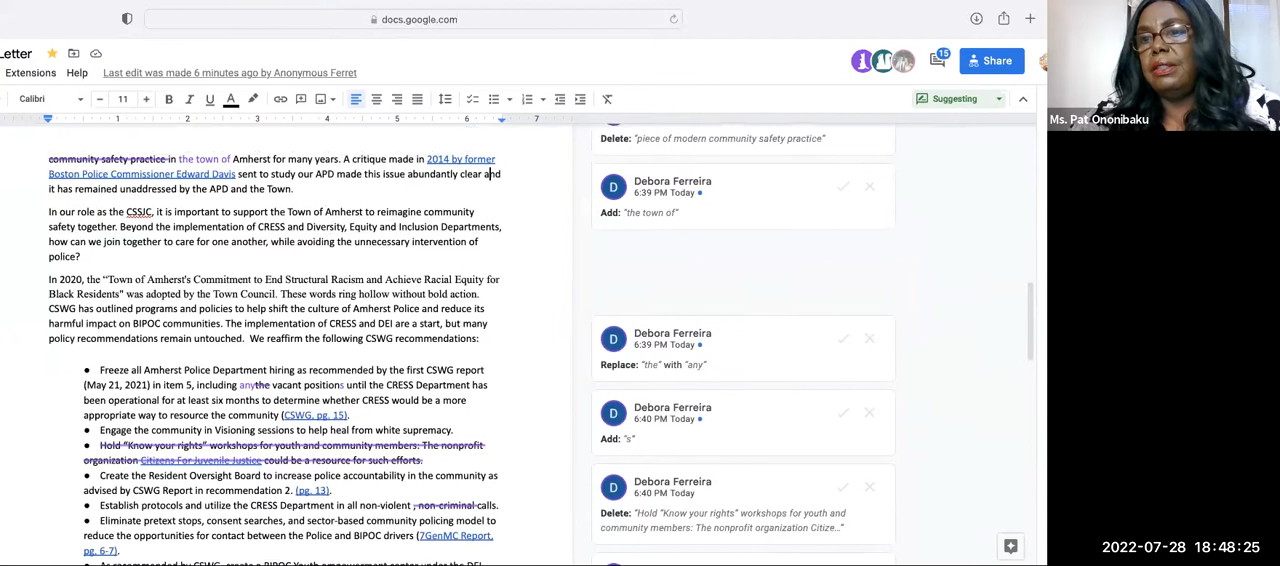 docs.google.com
Letter
Extensions Help Last edit was made 6 minutes ago by Anonymous Ferret
15
Share
Calibri
11
B I U A
Suggesting
1 2 3 4 5 6 7
community safety practice in the town of Amherst for many years. A critique made in 2014 by former
Boston Police Commissioner Edward Davis sent to study our APD made this issue abundantly clear and
it has remained unaddressed by the APD and the Town.
In our role as the CSSJC, it is important to support the Town of Amherst to reimagine community
safety together. Beyond the implementation of CRESS and Diversity, Equity and Inclusion Departments,
how can we join together to care for one another, while avoiding the unnecessary intervention of
police?
In 2020, the “Town of Amherst's Commitment to End Structural Racism and Achieve Racial Equity for
Black Residents" was adopted by the Town Council. These words ring hollow without bold action.
CSWG has outlined programs and policies to help shift the culture of Amherst Police and reduce its
harmful impact on BIPOC communities. The implementation of CRESS and DEI are a start, but many
policy recommendations remain untouched. We reaffirm the following CSWG recommendations:
● Freeze all Amherst Police Department hiring as recommended by the first CSWG report
(May 21, 2021) in item 5, including anythe vacant positions until the CRESS Department has
been operational for at least six months to determine whether CRESS would be a more
appropriate way to resource the community (CSWG, pg. 15).
● Engage the community in Visioning sessions to help heal from white supremacy.
● Hold “Know your rights” workshops for youth and community members: The nonprofit
organization Citizens For Juvenile Justice could be a resource for such efforts.
● Create the Resident Oversight Board to increase police accountability in the community as
advised by CSWG Report in recommendation 2. (pg. 13).
● Establish protocols and utilize the CRESS Department in all non-violent , non-criminal calls.
● Eliminate pretext stops, consent searches, and sector-based community policing model to
reduce the opportunities for contact between the Police and BIPOC drivers (7GenMC Report,
pg. 6-7).
● As recommended by CSWG, create a BIPOC Youth empowerment center under the DEI
Delete: “piece of modern community safety practice”
D
Debora Ferreira
6:39 PM Today
Add: “the town of”
D
Debora Ferreira
6:39 PM Today
Replace: “the” with “any”
D
Debora Ferreira
6:40 PM Today
Add: “s”
D
Debora Ferreira
6:40 PM Today
Delete: “Hold “Know your rights” workshops for youth and
community members: The nonprofit organization Citize...”
Ms. Pat Ononibaku
2022-07-28 18:48:25